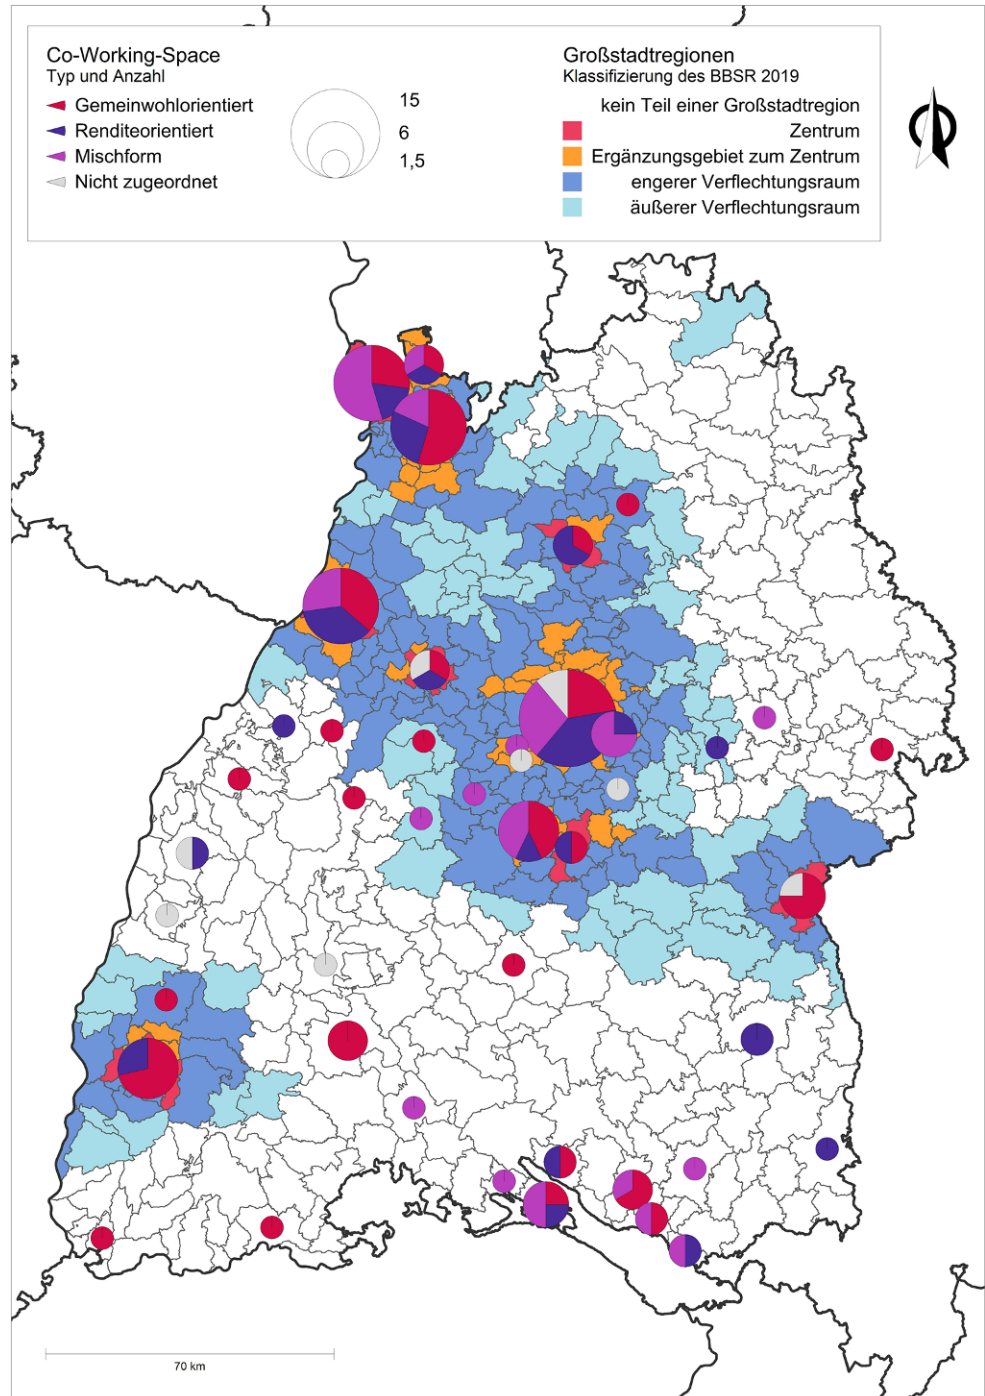 Co-Working-Space
Typ und Anzahl
Gemeinwohlorientiert
Renditeorientiert
Mischform
Nicht zugeordnet
15
6
1,5
Großstadtregionen
Klassifizierung des BBSR 2019
kein Teil einer Großstadtregion
Zentrum
Ergänzungsgebiet zum Zentrum
engerer Verflechtungsraum
äußerer Verflechtungsraum
70 km